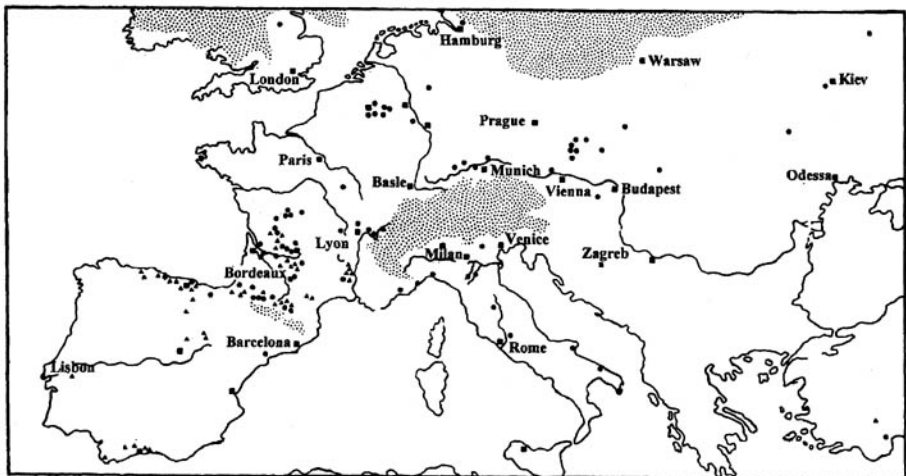 Hamburg
Warsaw
London
Kiev
Prague
Paris
Munich
Basle
Vienna
Budapest
Odessa
Lyon
Venice
Milan
Zagreb
Bordeaux
Barcelona
Rome
Lisbon